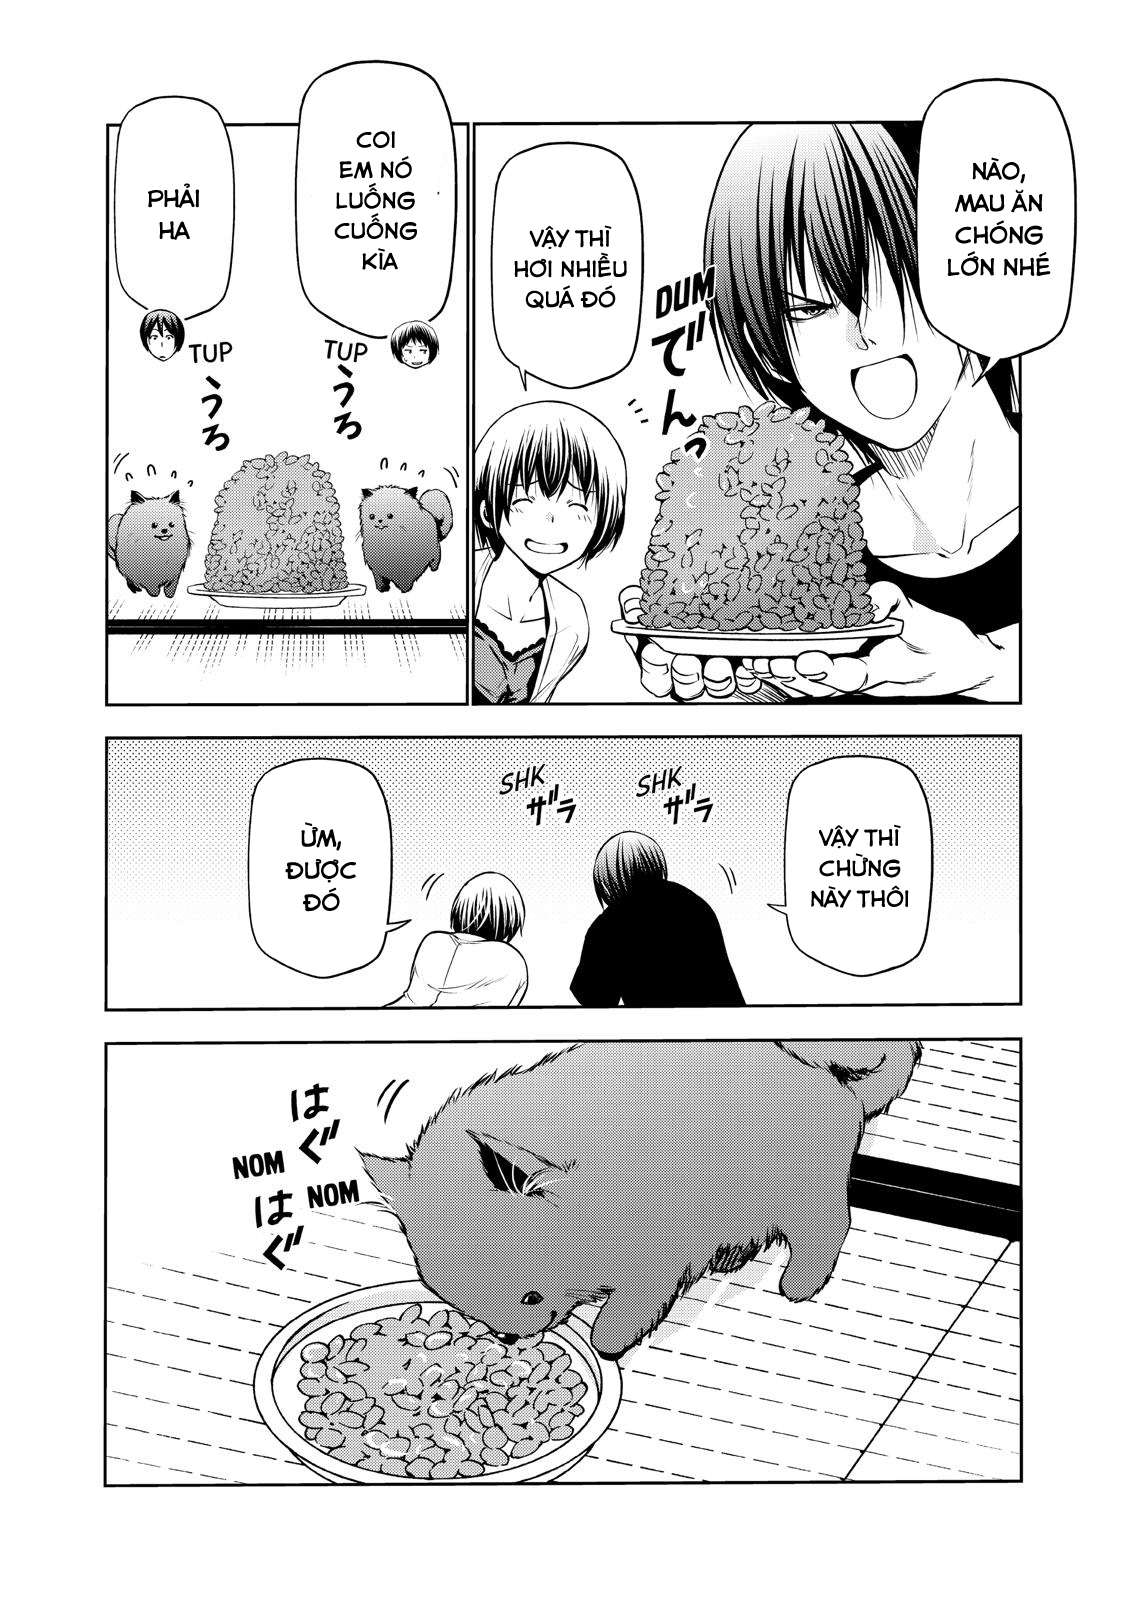 NÀO,
MAU ĂN
CHÓNG
LỚN NHÉ
VẬY THÌ
HƠI NHIỀU
QUÁ ĐÓ
DUM
でんっ
COI
EM NÓ
LUỐNG
CUỐNG
KÌA
PHẢI
HA
TUP
うろ
TUP
うろ
VẬY THÌ
CHỪNG
NÀY THÔI
SHK
ザラ
SHK
ザラ
ỪM,
ĐƯỢC
ĐÓ
はぐ
NOM
はぐ
NOM